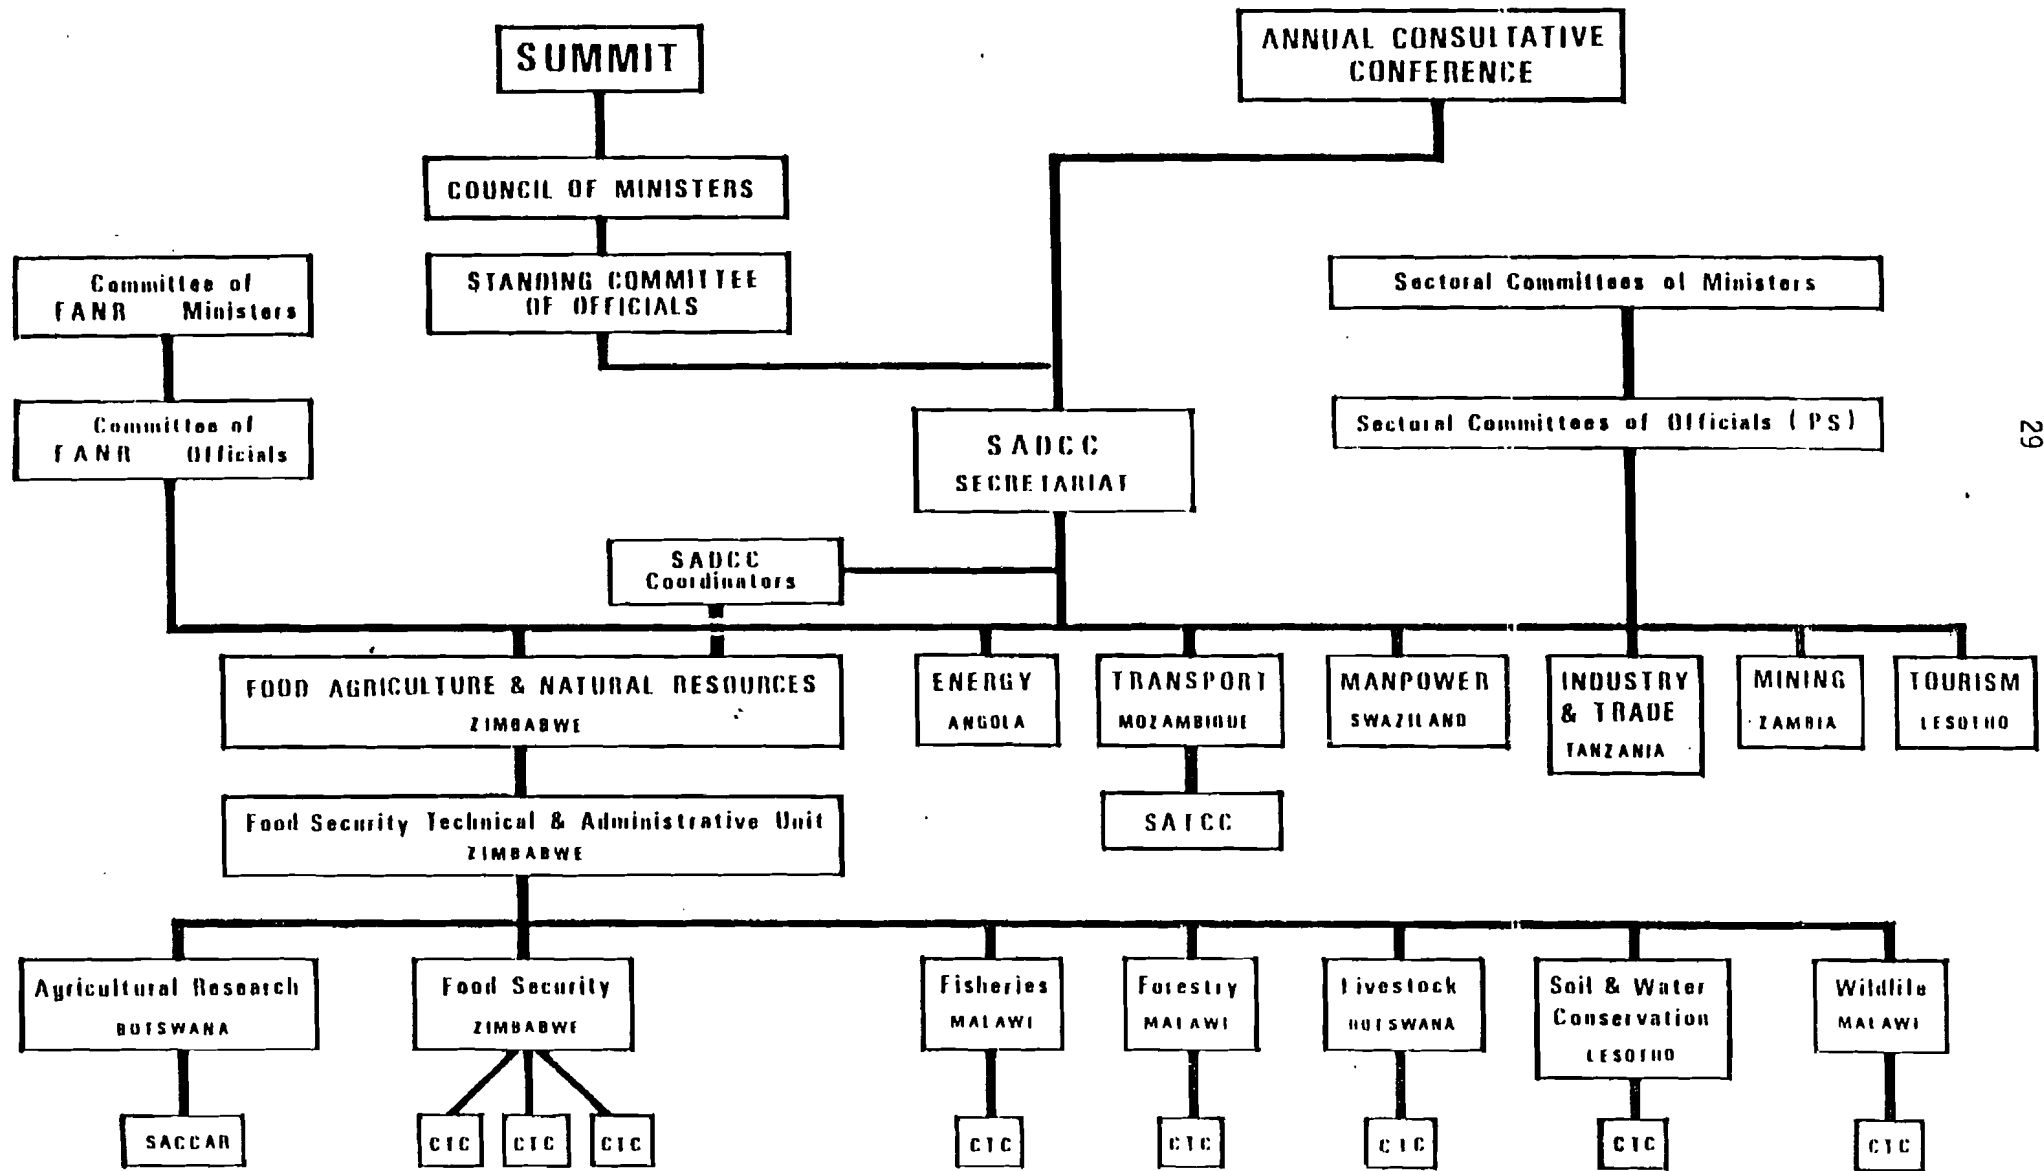 SUMMIT
ANNUAL CONSULTATIVE
CONFERENCE
COUNCIL OF MINISTERS
STANDING COMMITTEE
OF OFFICIALS
Committee of
FANR Ministers
Sectoral Committees of Ministers
Committee of
FANR Officials
Sectoral Committees of Officials (PS)
SADCC
SECRETARIAT
29
SADCC
Coordinators
FOOD AGRICULTURE & NATURAL RESOURCES
ZIMBABWE
ENERGY
ANGOLA
TRANSPORT
MOZAMBIQUE
MANPOWER
SWAZILAND
INDUSTRY
& TRADE
TANZANIA
MINING
ZAMBIA
TOURISM
LESOTHO
Food Security Technical & Administrative Unit
ZIMBABWE
SATCC
Agricultural Research
BOTSWANA
Food Security
ZIMBABWE
Fisheries
MALAWI
Forestry
MALAWI
Livestock
BOTSWANA
Soil & Water
Conservation
LESOTHO
Wildlife
MALAWI
SACCAR
CTC
CTC
CTC
CTC
CTC
CTC
CTC
CTC